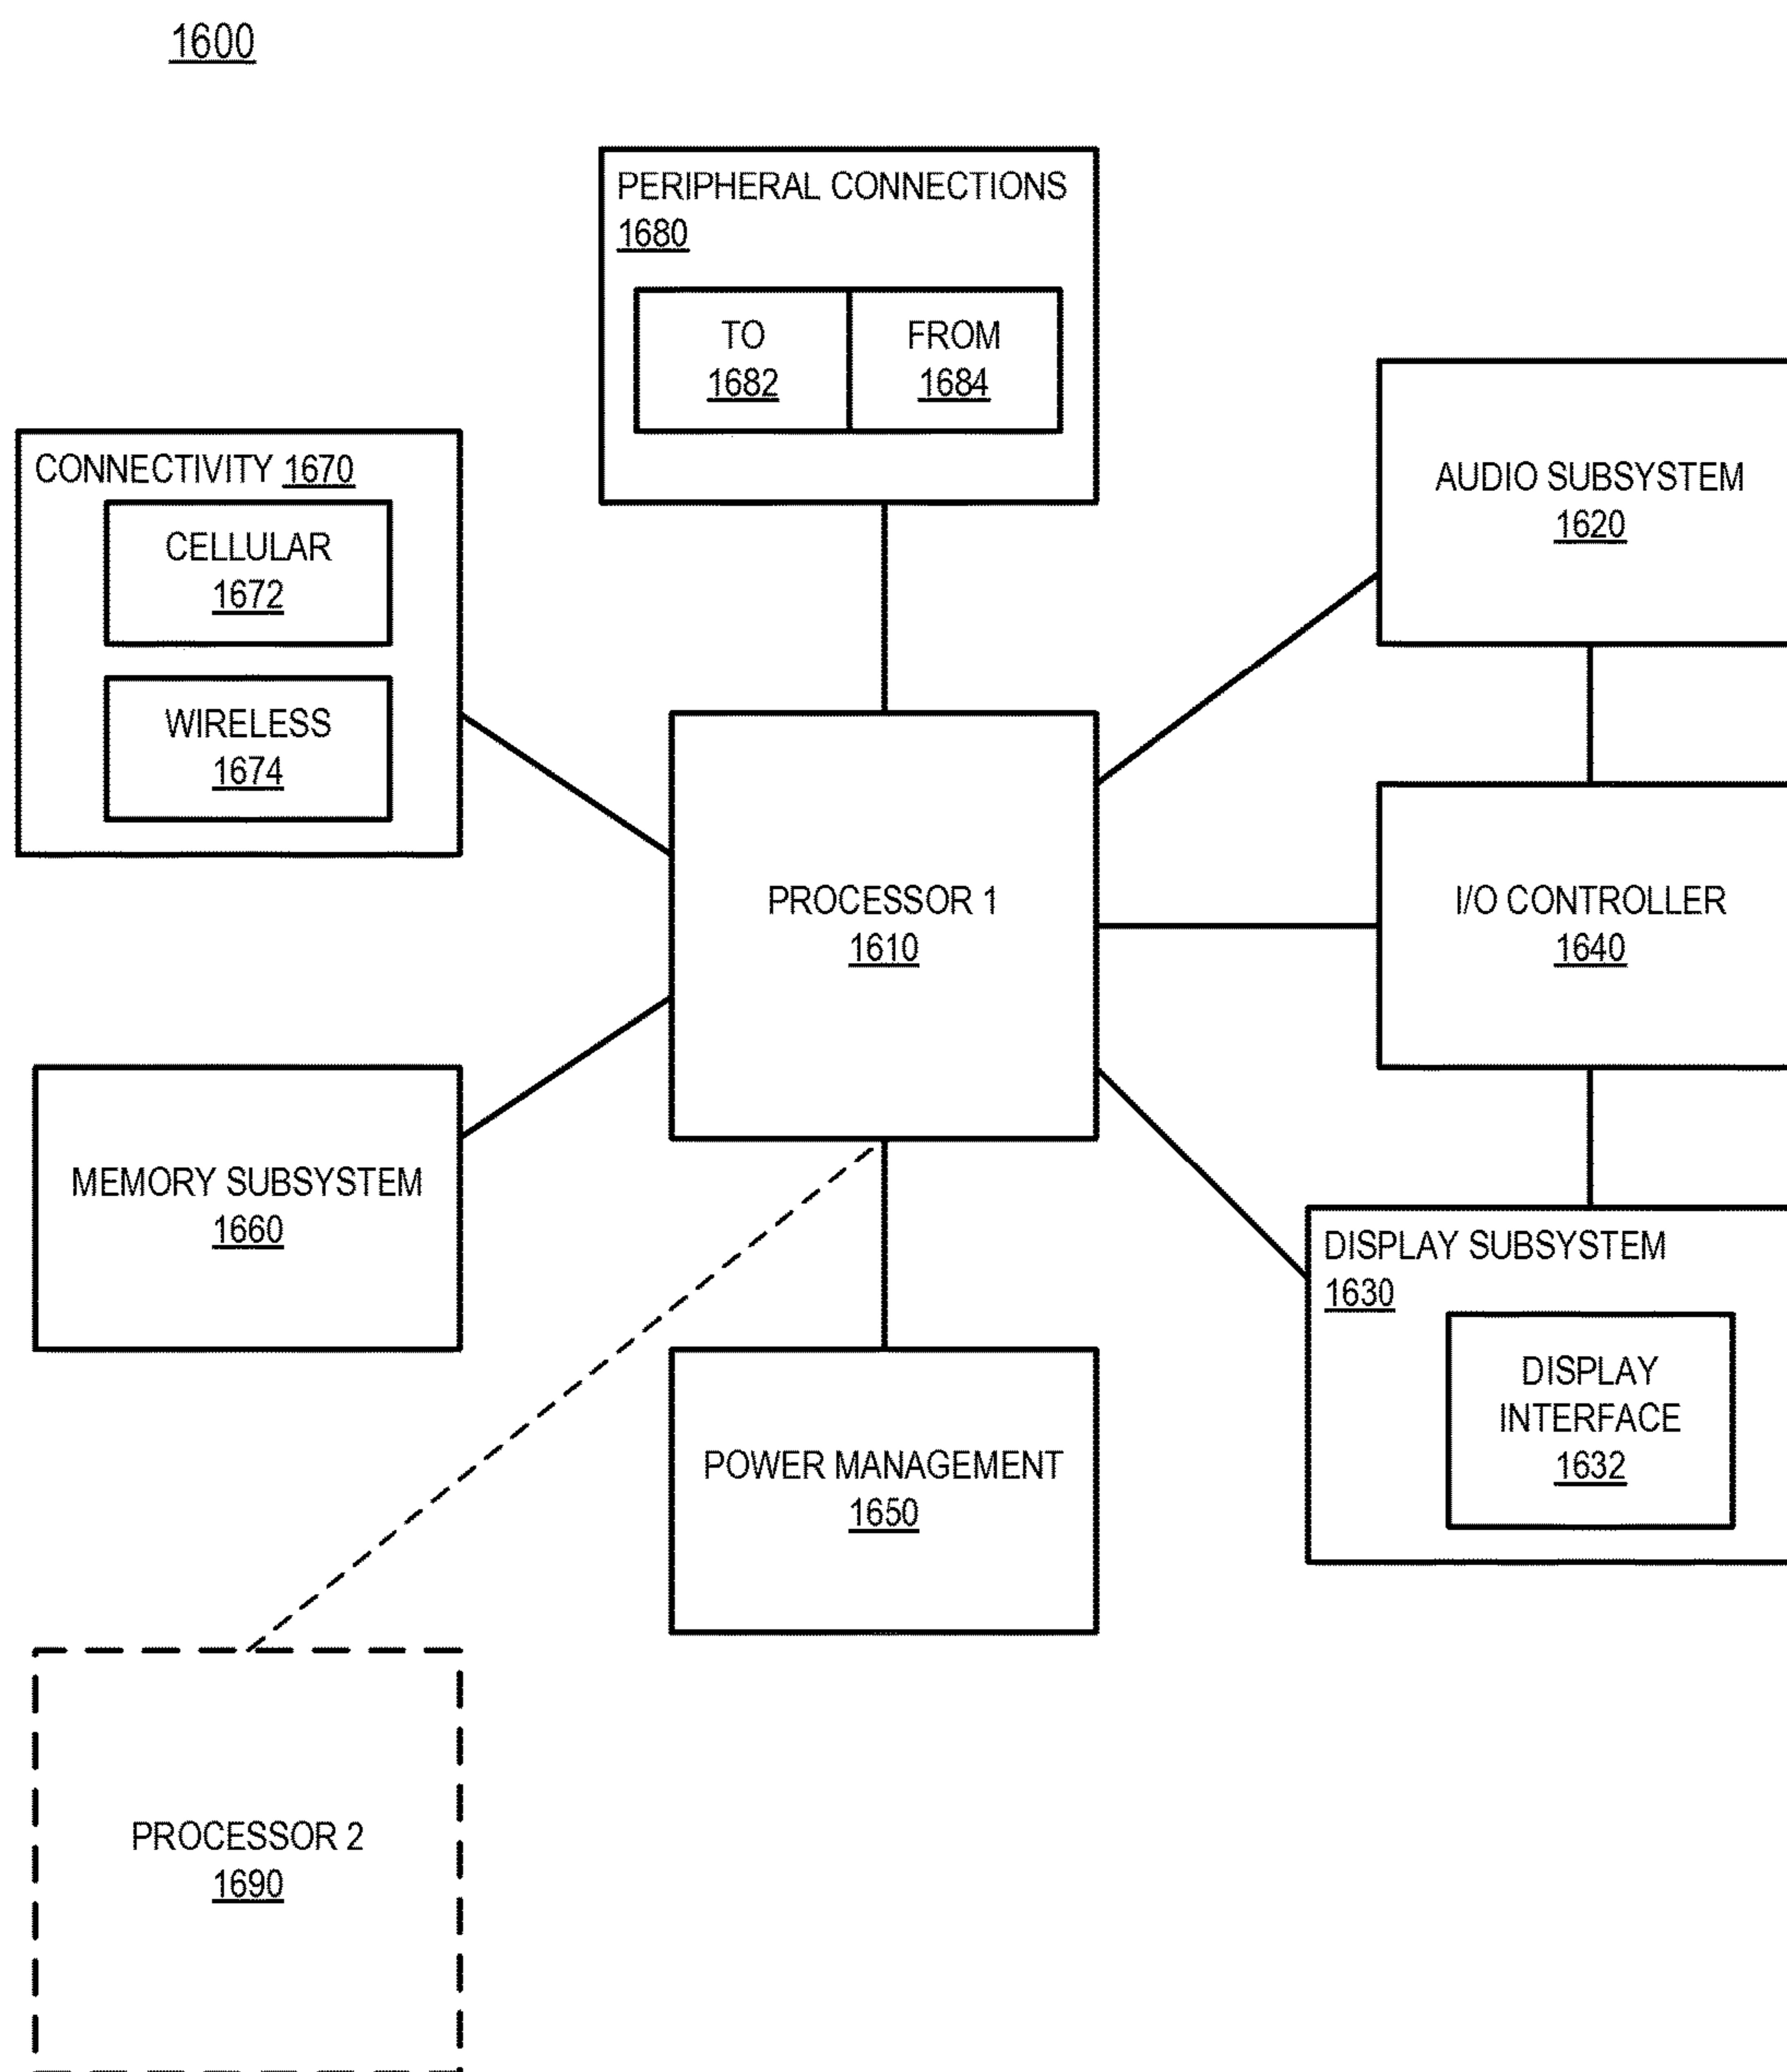 1600
PERIPHERAL CONNECTIONS
1680
TO
1682
FROM
1684
AUDIO SUBSYSTEM
1620
CONNECTIVITY 1670
CELLULAR
1672
WIRELESS
1674
PROCESSOR 1
1610
I/O CONTROLLER
1640
MEMORY SUBSYSTEM
1660
DISPLAY SUBSYSTEM
1630
DISPLAY
INTERFACE
1632
POWER MANAGEMENT
1650
PROCESSOR 2
1690